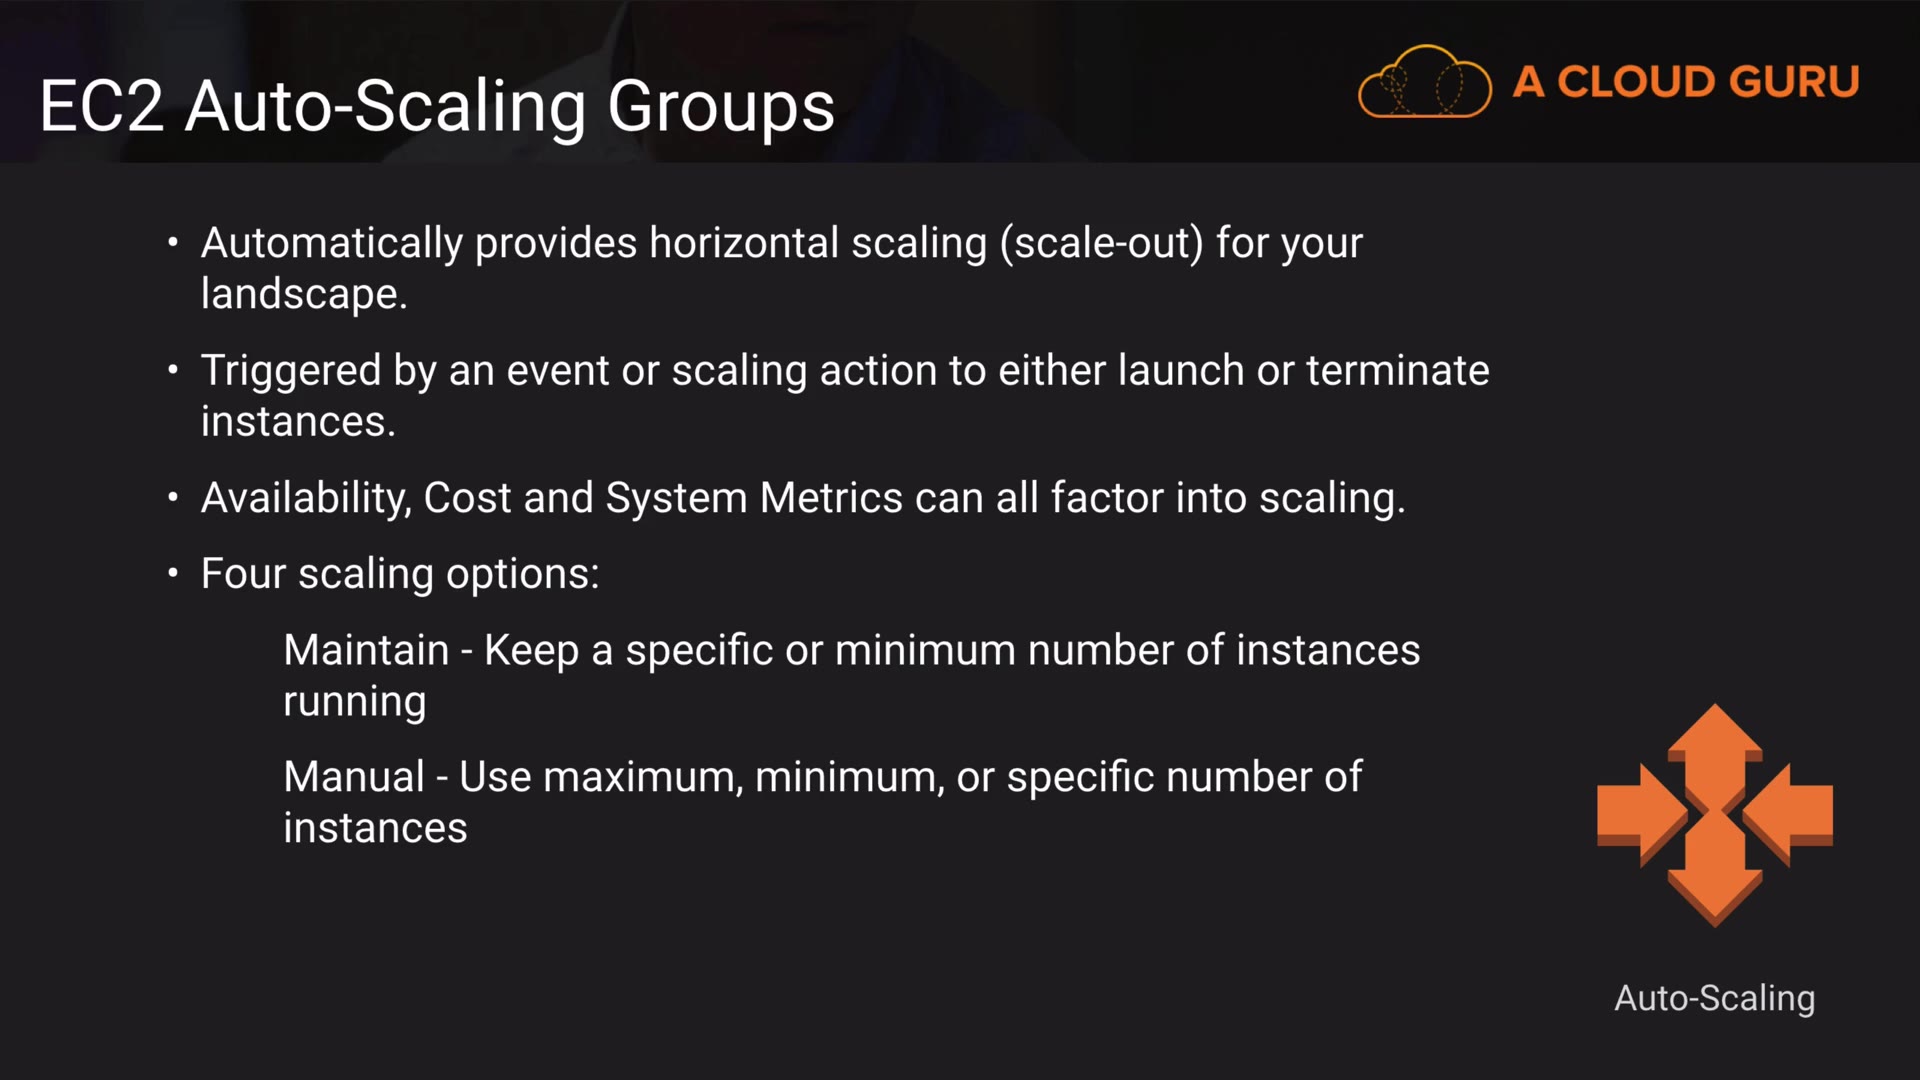 EC2 Auto-Scaling Groups
A CLOUD GURU
• Automatically provides horizontal scaling (scale-out) for your
landscape.
• Triggered by an event or scaling action to either launch or terminate
instances.
• Availability, Cost and System Metrics can all factor into scaling.
• Four scaling options:
Maintain - Keep a specific or minimum number of instances
running
Manual - Use maximum, minimum, or specific number of
instances
Auto-Scaling